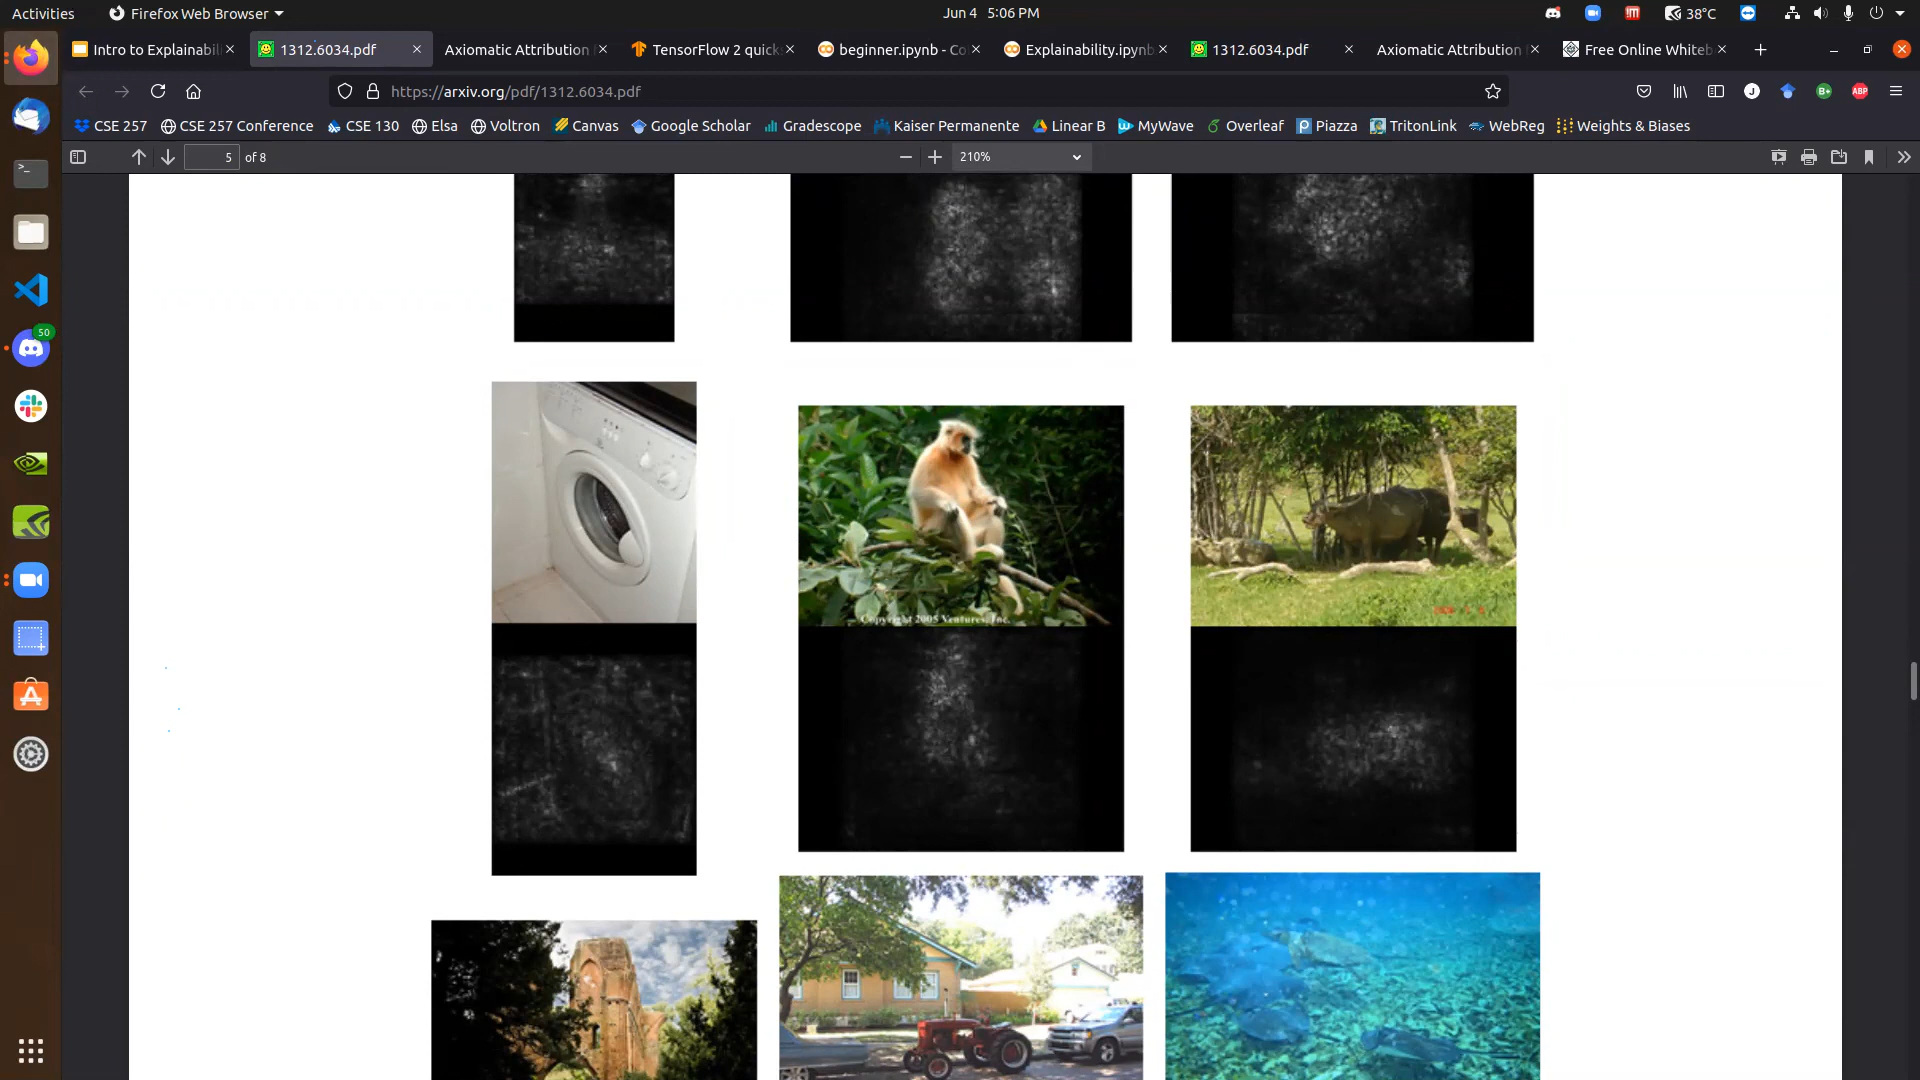 Activities
Firefox Web Browser
Jun 4 5:06 PM
38°C
Intro to Explainabili
1312.6034.pdf
Axiomatic Attribution
TensorFlow 2 quick
beginner.ipynb - Co
Explainability.ipynb
1312.6034.pdf
Axiomatic Attribution
Free Online Whiteb
https://arxiv.org/pdf/1312.6034.pdf
CSE 257
CSE 257 Conference
CSE 130
Elsa
Voltron
Canvas
Google Scholar
Gradescope
Kaiser Permanente
Linear B
MyWave
Overleaf
Piazza
TritonLink
WebReg
Weights & Biases
5 of 8
210%
50
J
B+
ABP
Copyright 2005 Ventures, Inc.